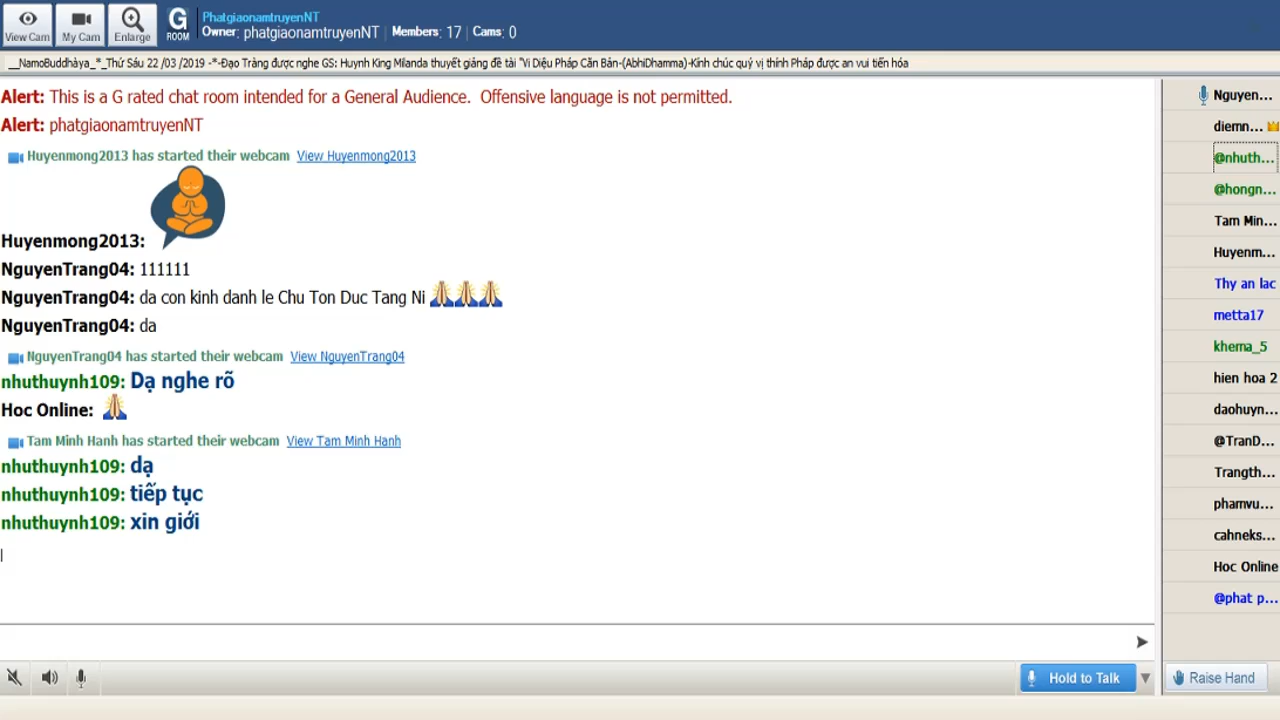 View Cam
My Cam
Enlarge
G
ROOM
PhatgiaonamtruyenNT
Owner: phatgiaonamtruyenNT Members: 17 Cams: 0
__NamoBuddhàya_*_Thứ Sáu 22 /03 /2019 -*-Đạo Tràng được nghe GS: Huynh King Milanda thuyết giảng đề tài "Vi Diệu Pháp Căn Bản-(AbhiDhamma)-Kính chúc quý vị thính Pháp được an vui tiến hóa
Alert: This is a G rated chat room intended for a General Audience. Offensive language is not permitted.
Alert: phatgiaonamtruyenNT
Huyenmong2013 has started their webcam View Huyenmong2013
Huyenmong2013:
NguyenTrang04: 111111
NguyenTrang04: da con kinh danh le Chu Ton Duc Tang Ni
NguyenTrang04: da
NguyenTrang04 has started their webcam View NguyenTrang04
nhuthuynh109: Dạ nghe rõ
Hoc Online:
Tam Minh Hanh has started their webcam View Tam Minh Hanh
nhuthuynh109: dạ
nhuthuynh109: tiếp tục
nhuthuynh109: xin giới
Nguyen...
diemn...
@nhuth...
@hongn...
Tam Min...
Huyenm...
Thy an lac
metta17
khema_5
hien hoa 2
daohuyn...
@TranD...
Trangth...
phamvu...
cahneks...
Hoc Online
@phat p...
Hold to Talk
Raise Hand